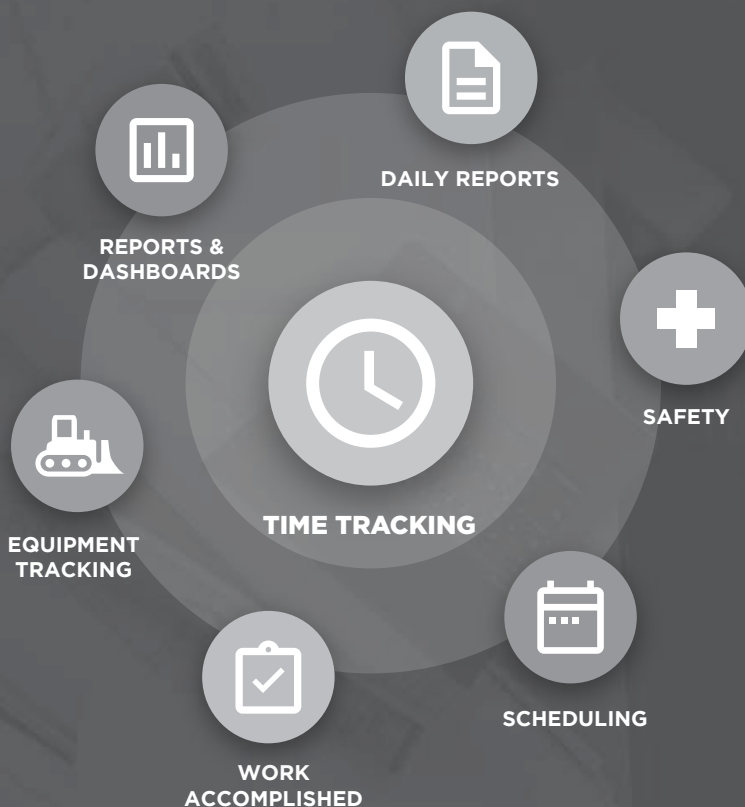 DAILY REPORTS
REPORTS &
DASHBOARDS
SAFETY
TIME TRACKING
EQUIPMENT
TRACKING
SCHEDULING
WORK
ACCOMPLISHED